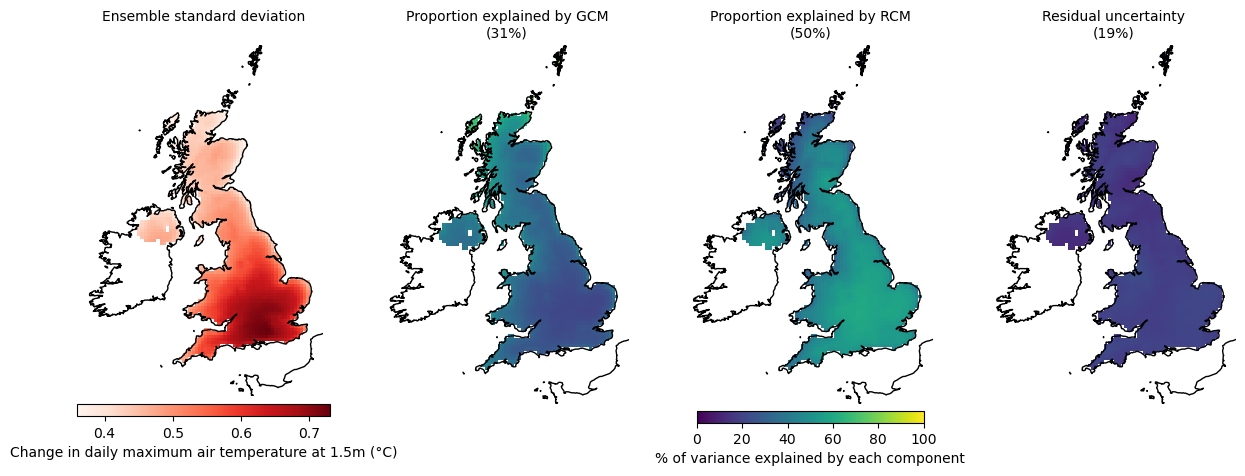 Ensemble standard deviation
Proportion explained by GCM
(31%)
Proportion explained by RCM
(50%)
Residual uncertainty
(19%)
0.4 0.5 0.6 0.7
Change in daily maximum air temperature at 1.5m (°C)
0 20 40 60 80 100
% of variance explained by each component